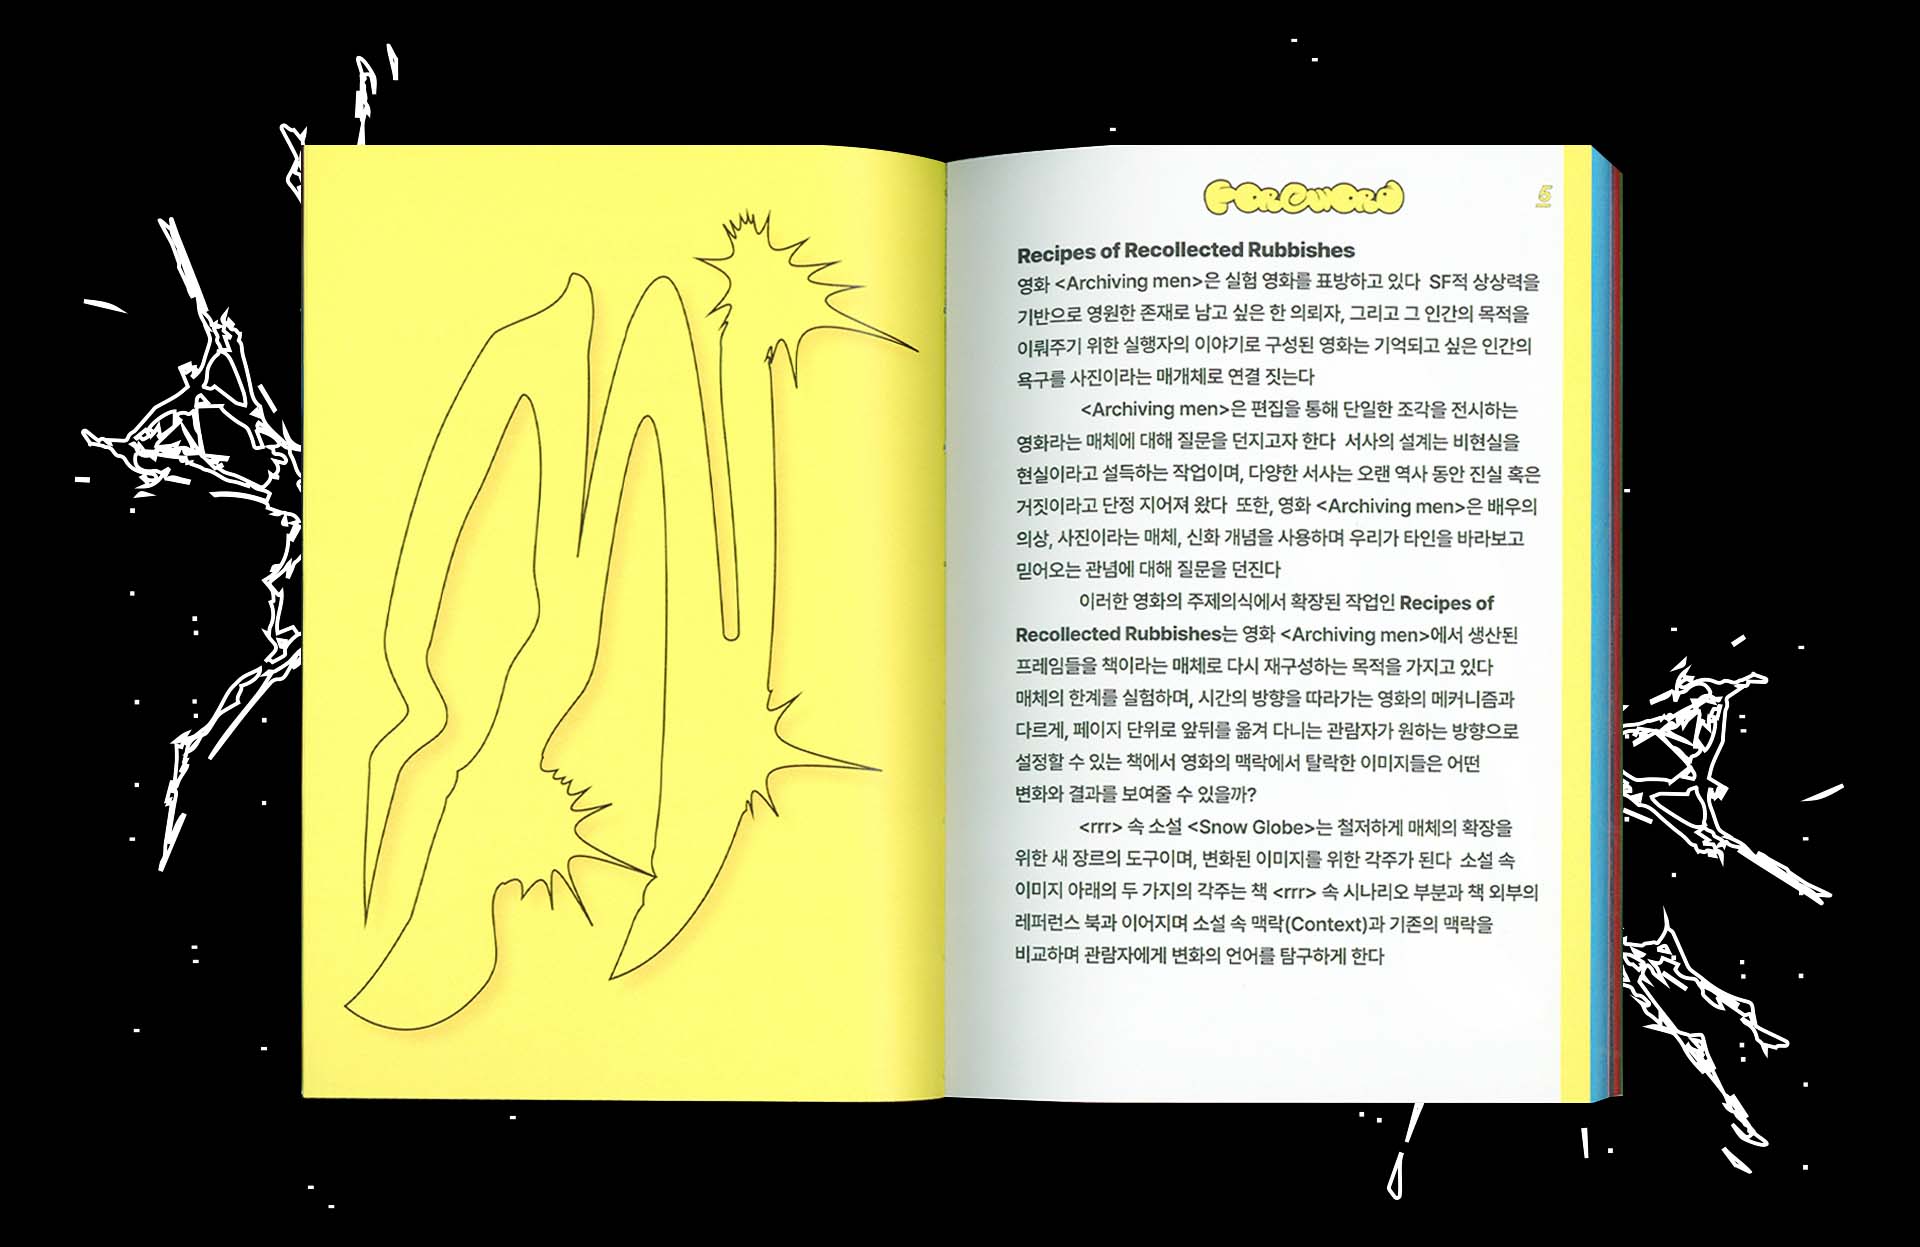 FOREWORD
5
Recipes of Recollected Rubbishes
영화 <Archiving men>은 실험 영화를 표방하고 있다 SF적 상상력을
기반으로 영원한 존재로 남고 싶은 한 의뢰자, 그리고 그 인간의 목적을
이뤄주기 위한 실행자의 이야기로 구성된 영화는 기억되고 싶은 인간의
욕구를 사진이라는 매개체로 연결 짓는다
<Archiving men>은 편집을 통해 단일한 조각을 전시하는
영화라는 매체에 대해 질문을 던지고자 한다 서사의 설계는 비현실을
현실이라고 설득하는 작업이며, 다양한 서사는 오랜 역사 동안 진실 혹은
거짓이라고 단정 지어져 왔다 또한, 영화 <Archiving men>은 배우의
의상, 사진이라는 매체, 신화 개념을 사용하며 우리가 타인을 바라보고
믿어오는 관념에 대해 질문을 던진다
이러한 영화의 주제의식에서 확장된 작업인 Recipes of
Recollected Rubbishes는 영화 <Archiving men>에서 생산된
프레임들을 책이라는 매체로 다시 재구성하는 목적을 가지고 있다
매체의 한계를 실험하며, 시간의 방향을 따라가는 영화의 메커니즘과
다르게, 페이지 단위로 앞뒤를 옮겨 다니는 관람자가 원하는 방향으로
설정할 수 있는 책에서 영화의 맥락에서 탈락한 이미지들은 어떤
변화와 결과를 보여줄 수 있을까?
<rrr> 속 소설 <Snow Globe>는 철저하게 매체의 확장을
위한 새 장르의 도구이며, 변화된 이미지를 위한 각주가 된다 소설 속
이미지 아래의 두 가지의 각주는 책 <rrr> 속 시나리오 부분과 책 외부의
레퍼런스 북과 이어지며 소설 속 맥락(Context)과 기존의 맥락을
비교하며 관람자에게 변화의 언어를 탐구하게 한다